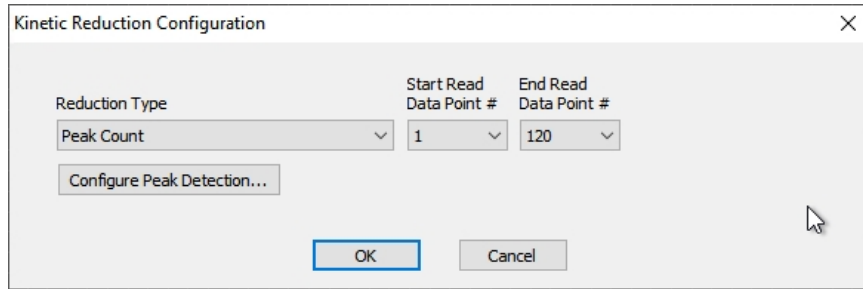 Kinetic Reduction Configuration
Start Read End Read
Reduction Type Data Point # Data Point #
Peak Count 1 120
Configure Peak Detection...
OK Cancel